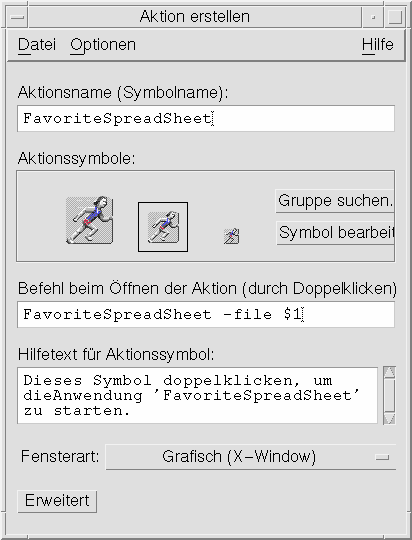 Aktion erstellen
Datei Optionen Hilfe
Aktionsname (Symbolname):
FavoriteSpreadSheet
Aktionssymbole:
Gruppe suchen.
Symbol bearbeit
Befehl beim Öffnen der Aktion (durch Doppelklicken)
FavoriteSpreadSheet -file $1
Hilfetext für Aktionssymbol:
Dieses Symbol doppelklicken, um
dieAnwendung 'FavoriteSpreadSheet'
zu starten.
Fensterart: Grafisch (X-Window)
Erweitert